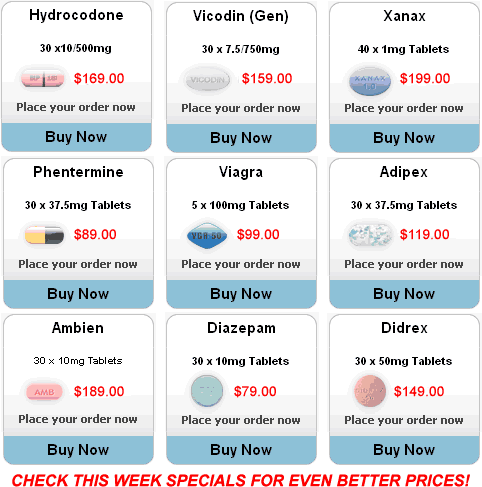 Hydrocodone
30 x10/500mg
$169.00
Place your order now
Buy Now
Vicodin (Gen)
30 x 7.5/750mg
VICODIN
$159.00
Place your order now
Buy Now
Xanax
40 x 1mg Tablets
XANAX
1.0
$199.00
Place your order now
Buy Now
Phentermine
30 x 37.5mg Tablets
$89.00
Place your order now
Buy Now
Viagra
5 x 100mg Tablets
VGR 50
$99.00
Place your order now
Buy Now
Adipex
30 x 37.5mg Tablets
$119.00
Place your order now
Buy Now
Ambien
30 x 10mg Tablets
AMB
$189.00
Place your order now
Buy Now
Diazepam
30 x 10mg Tablets
$79.00
Place your order now
Buy Now
Didrex
30 x 50mg Tablets
$149.00
Place your order now
Buy Now
CHECK THIS WEEK SPECIALS FOR EVEN BETTER PRICES!